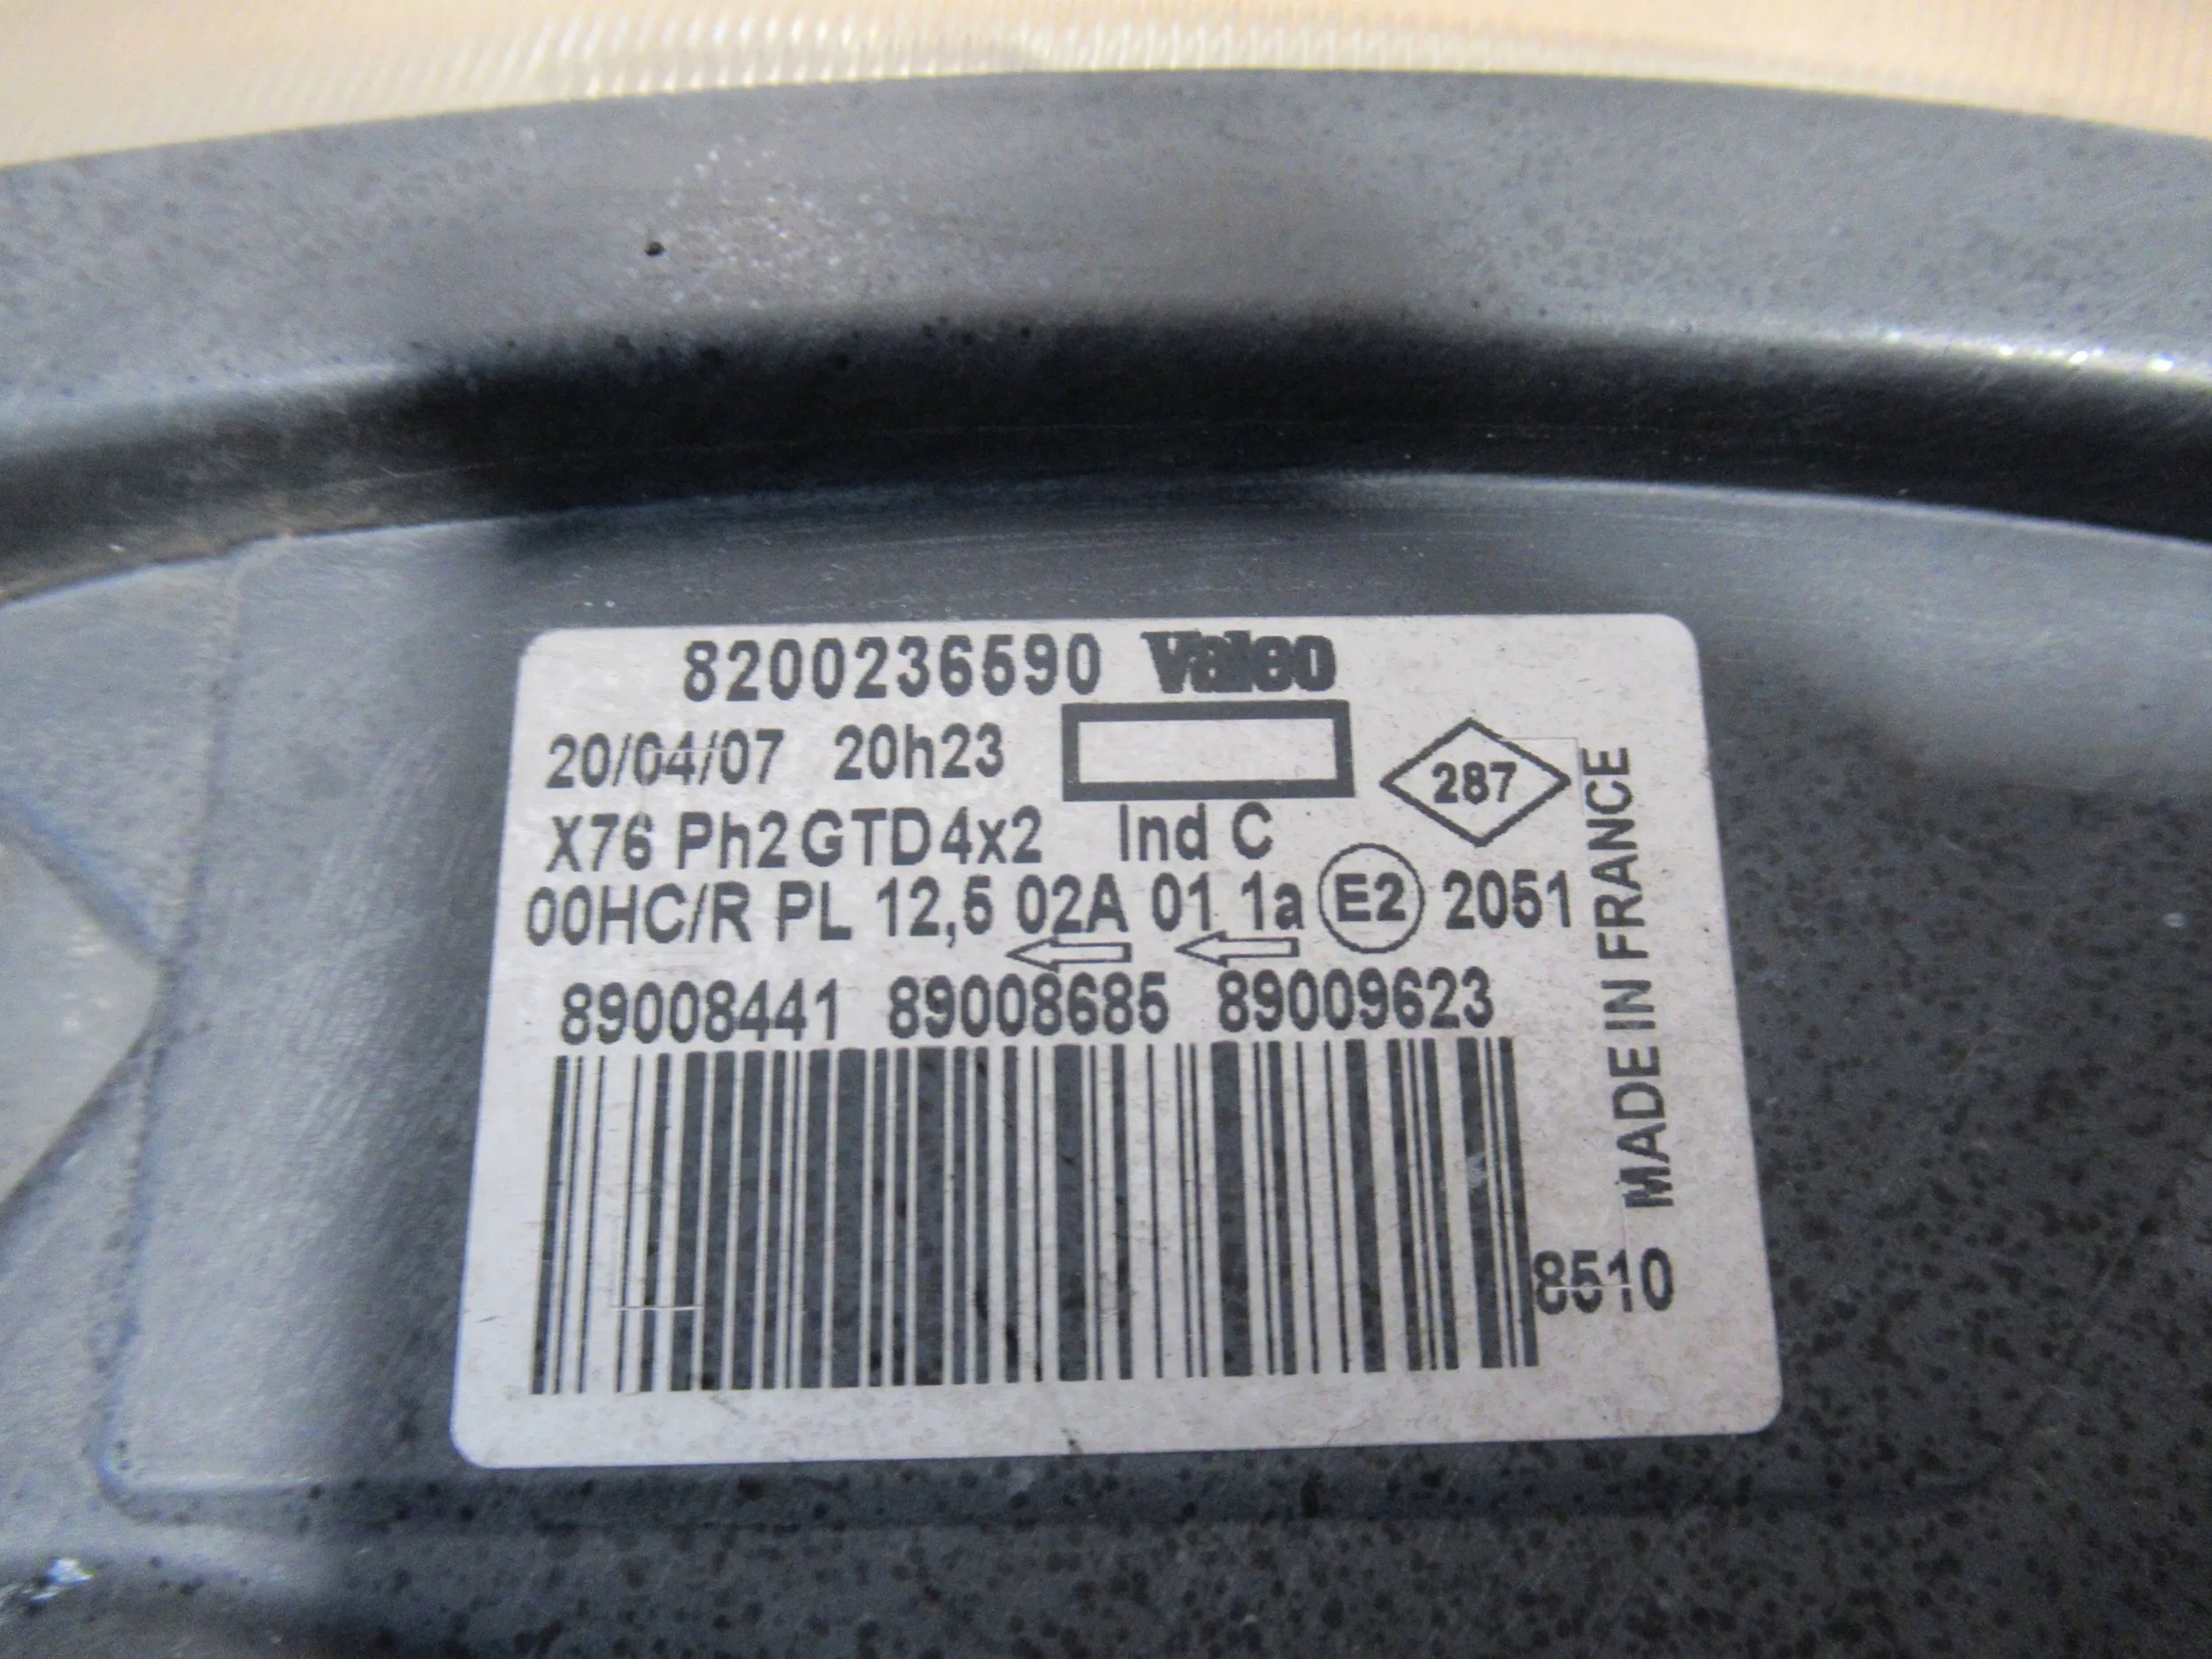 8200236590 Valeo
20/04/07 20h23
287
X76 Ph2 GTD 4x2 Ind C
00HC/R PL 12,5 02A 01 1a E2 2051
89008441 89008685 89009623
MADE IN FRANCE
8510